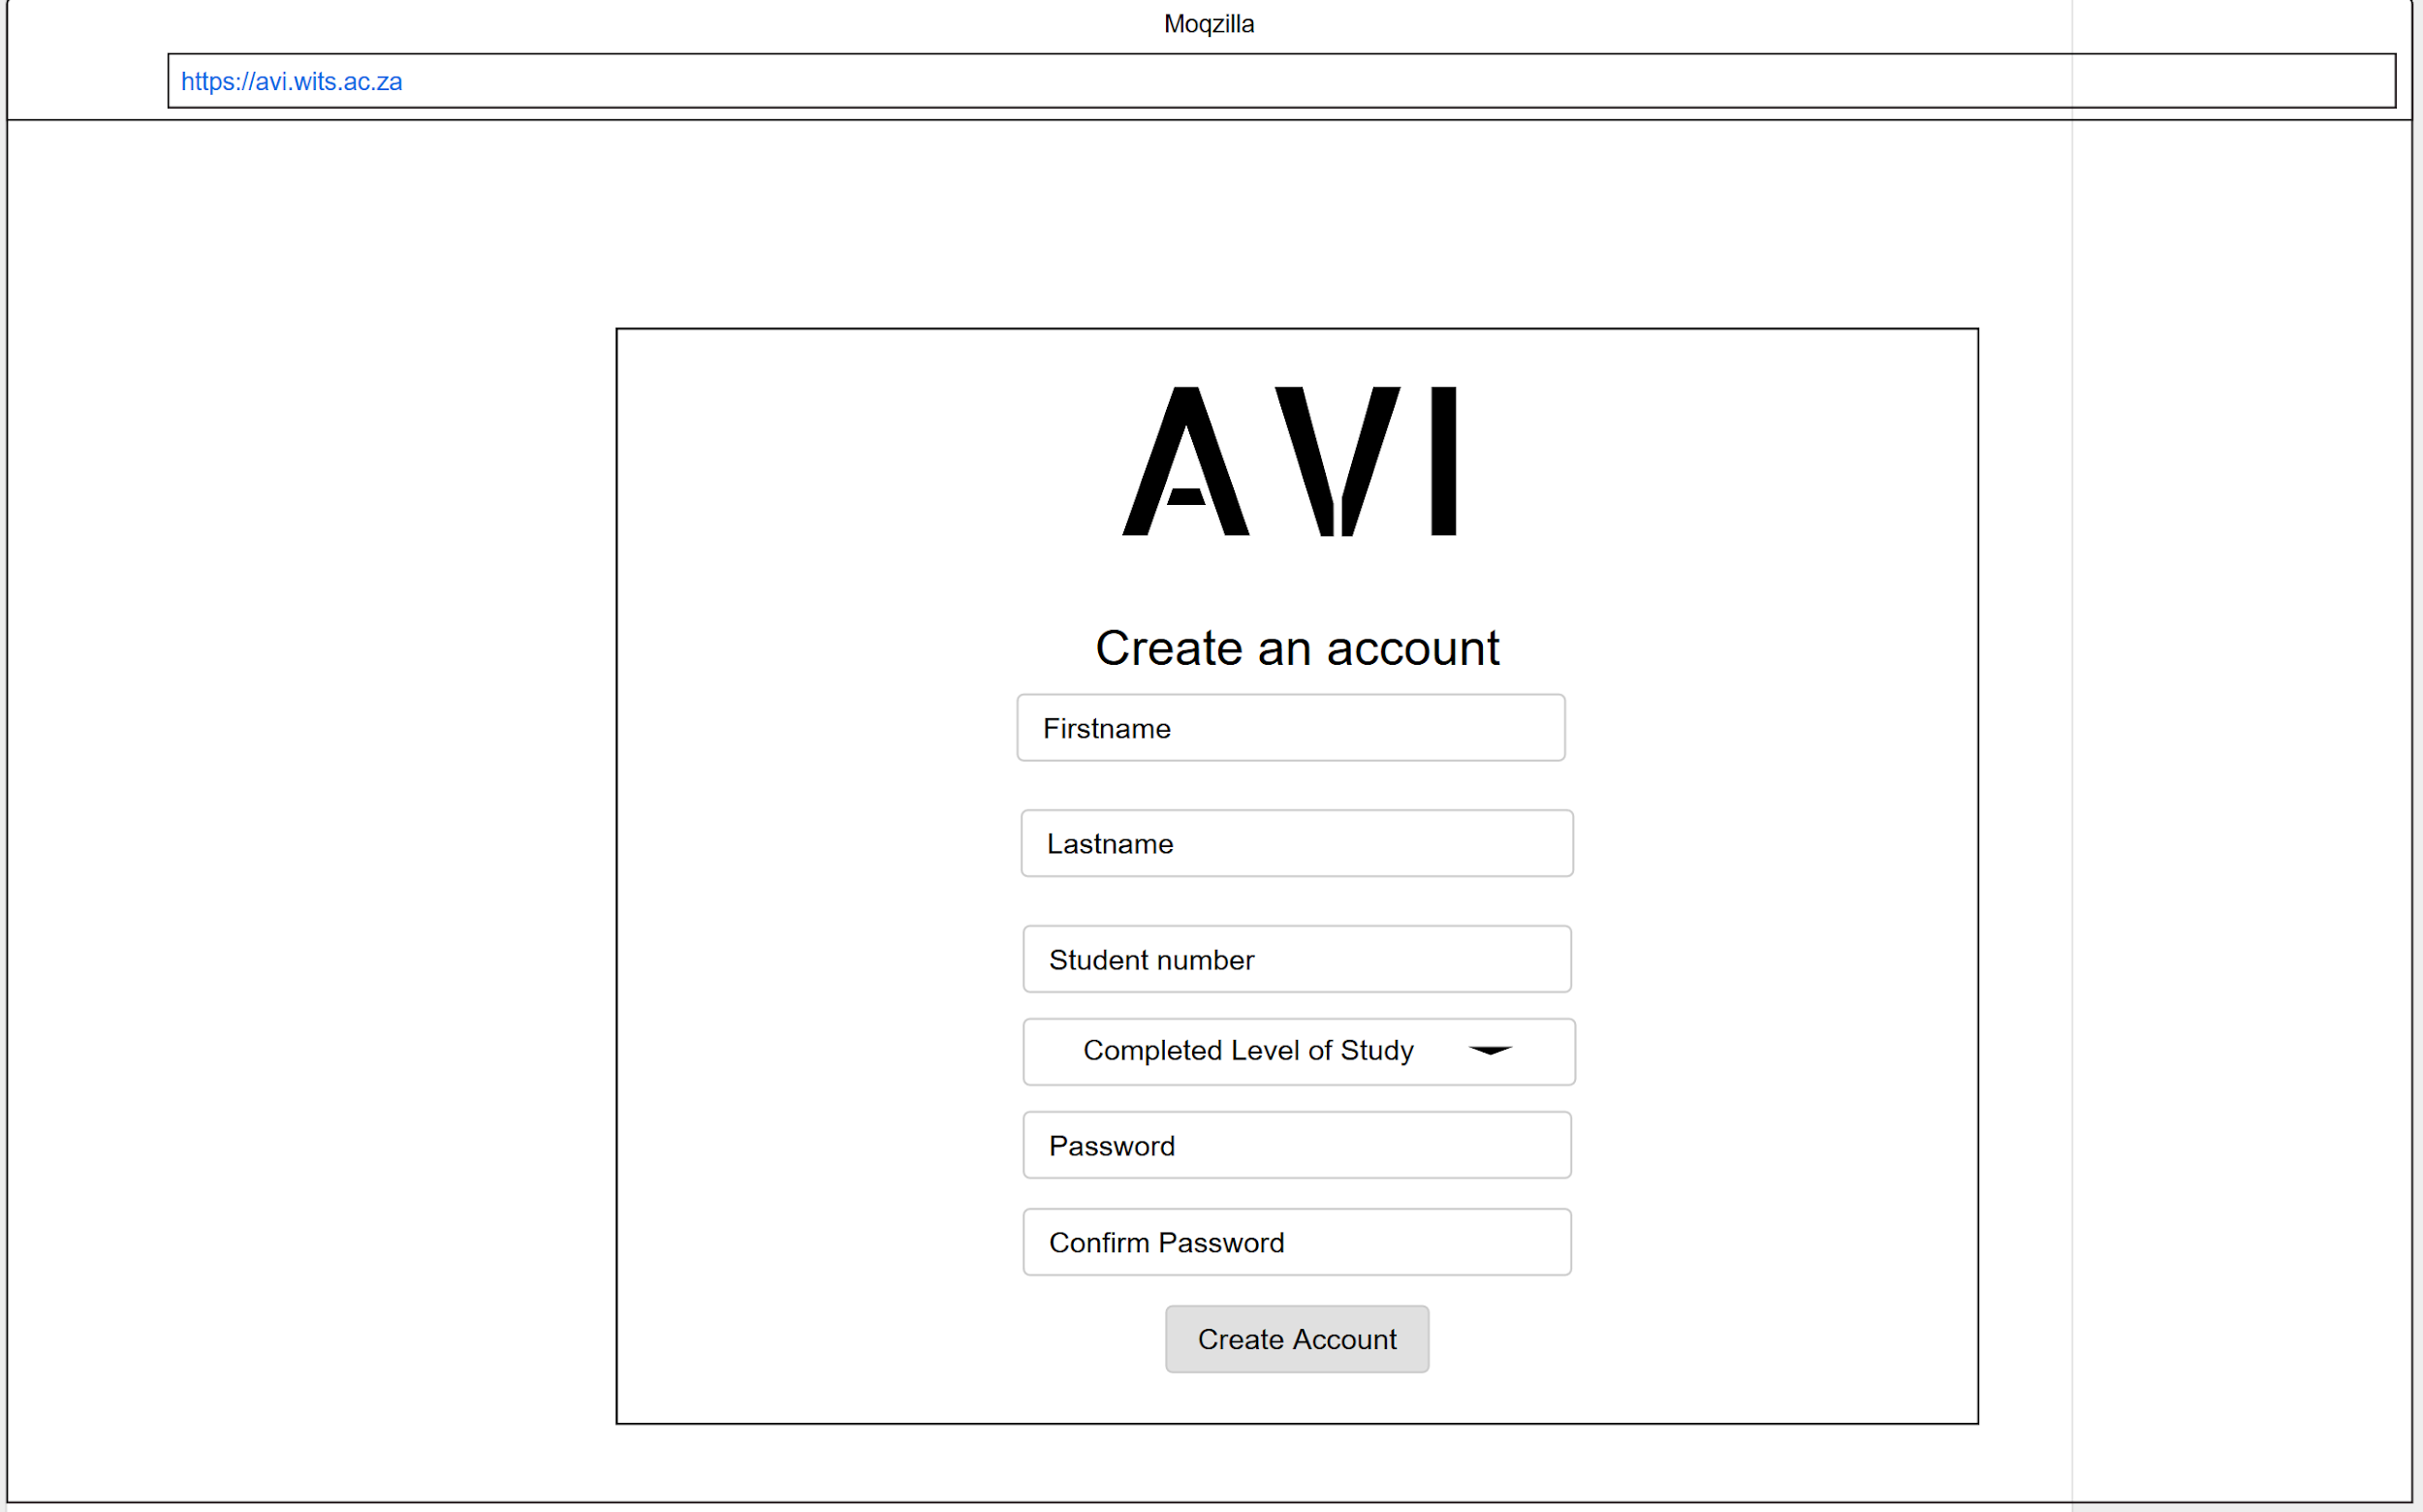 Moqzilla
https://avi.wits.ac.za
AVI
Create an account
Firstname
Lastname
Student number
Completed Level of Study
Password
Confirm Password
Create Account